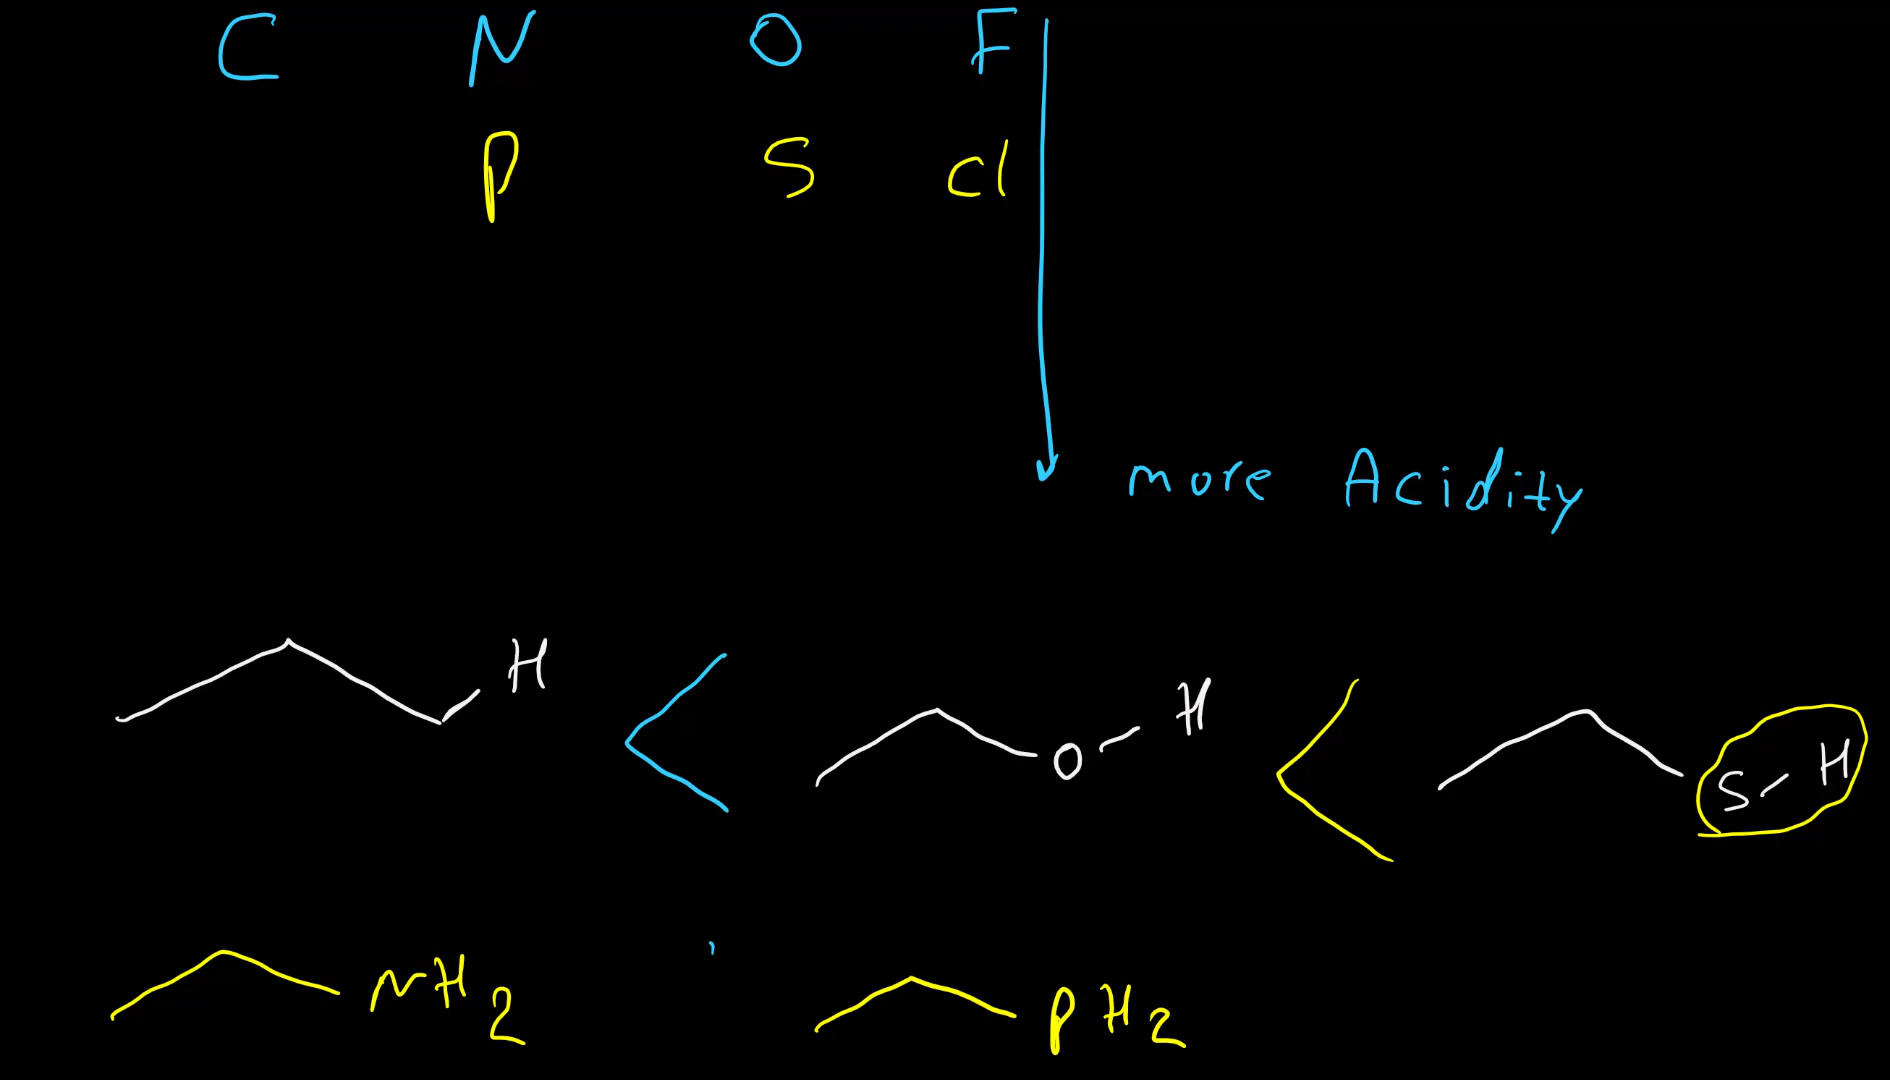 C N O F
P S Cl
more Acidity
H < O-H < S-H
NH2 PH2